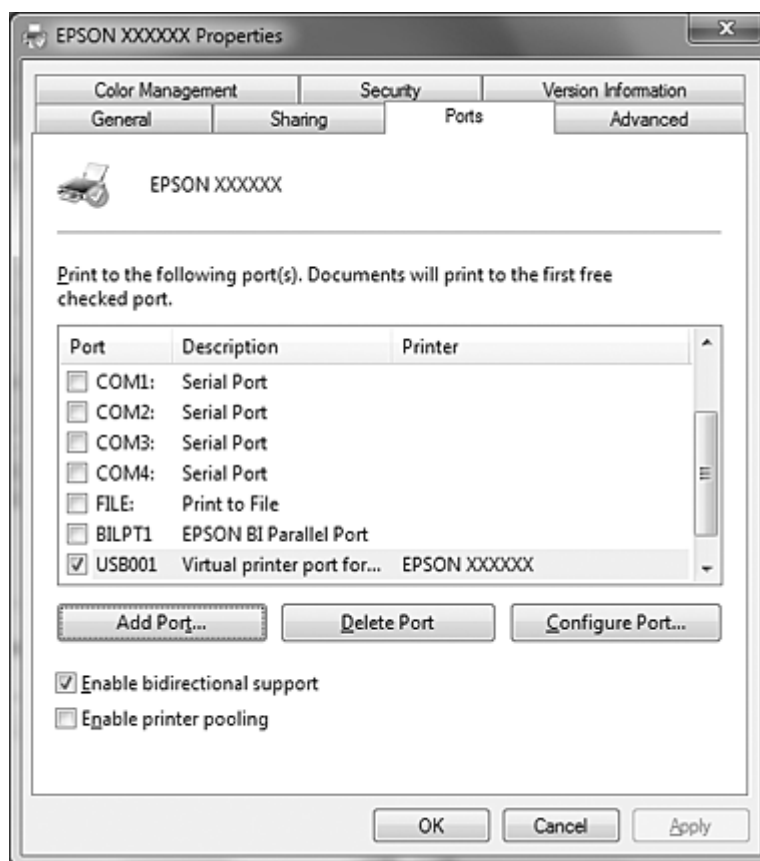 EPSON XXXXXX Properties
x
Color Management Security Version Information
General Sharing Ports Advanced
EPSON XXXXXX
Print to the following port(s). Documents will print to the first free
checked port.
Port Description Printer
COM1: Serial Port
COM2: Serial Port
COM3: Serial Port
COM4: Serial Port
FILE: Print to File
BILPT1 EPSON BI Parallel Port
USB001 Virtual printer port for... EPSON XXXXXX
Add Port... Delete Port Configure Port...
Enable bidirectional support
Enable printer pooling
OK Cancel Apply